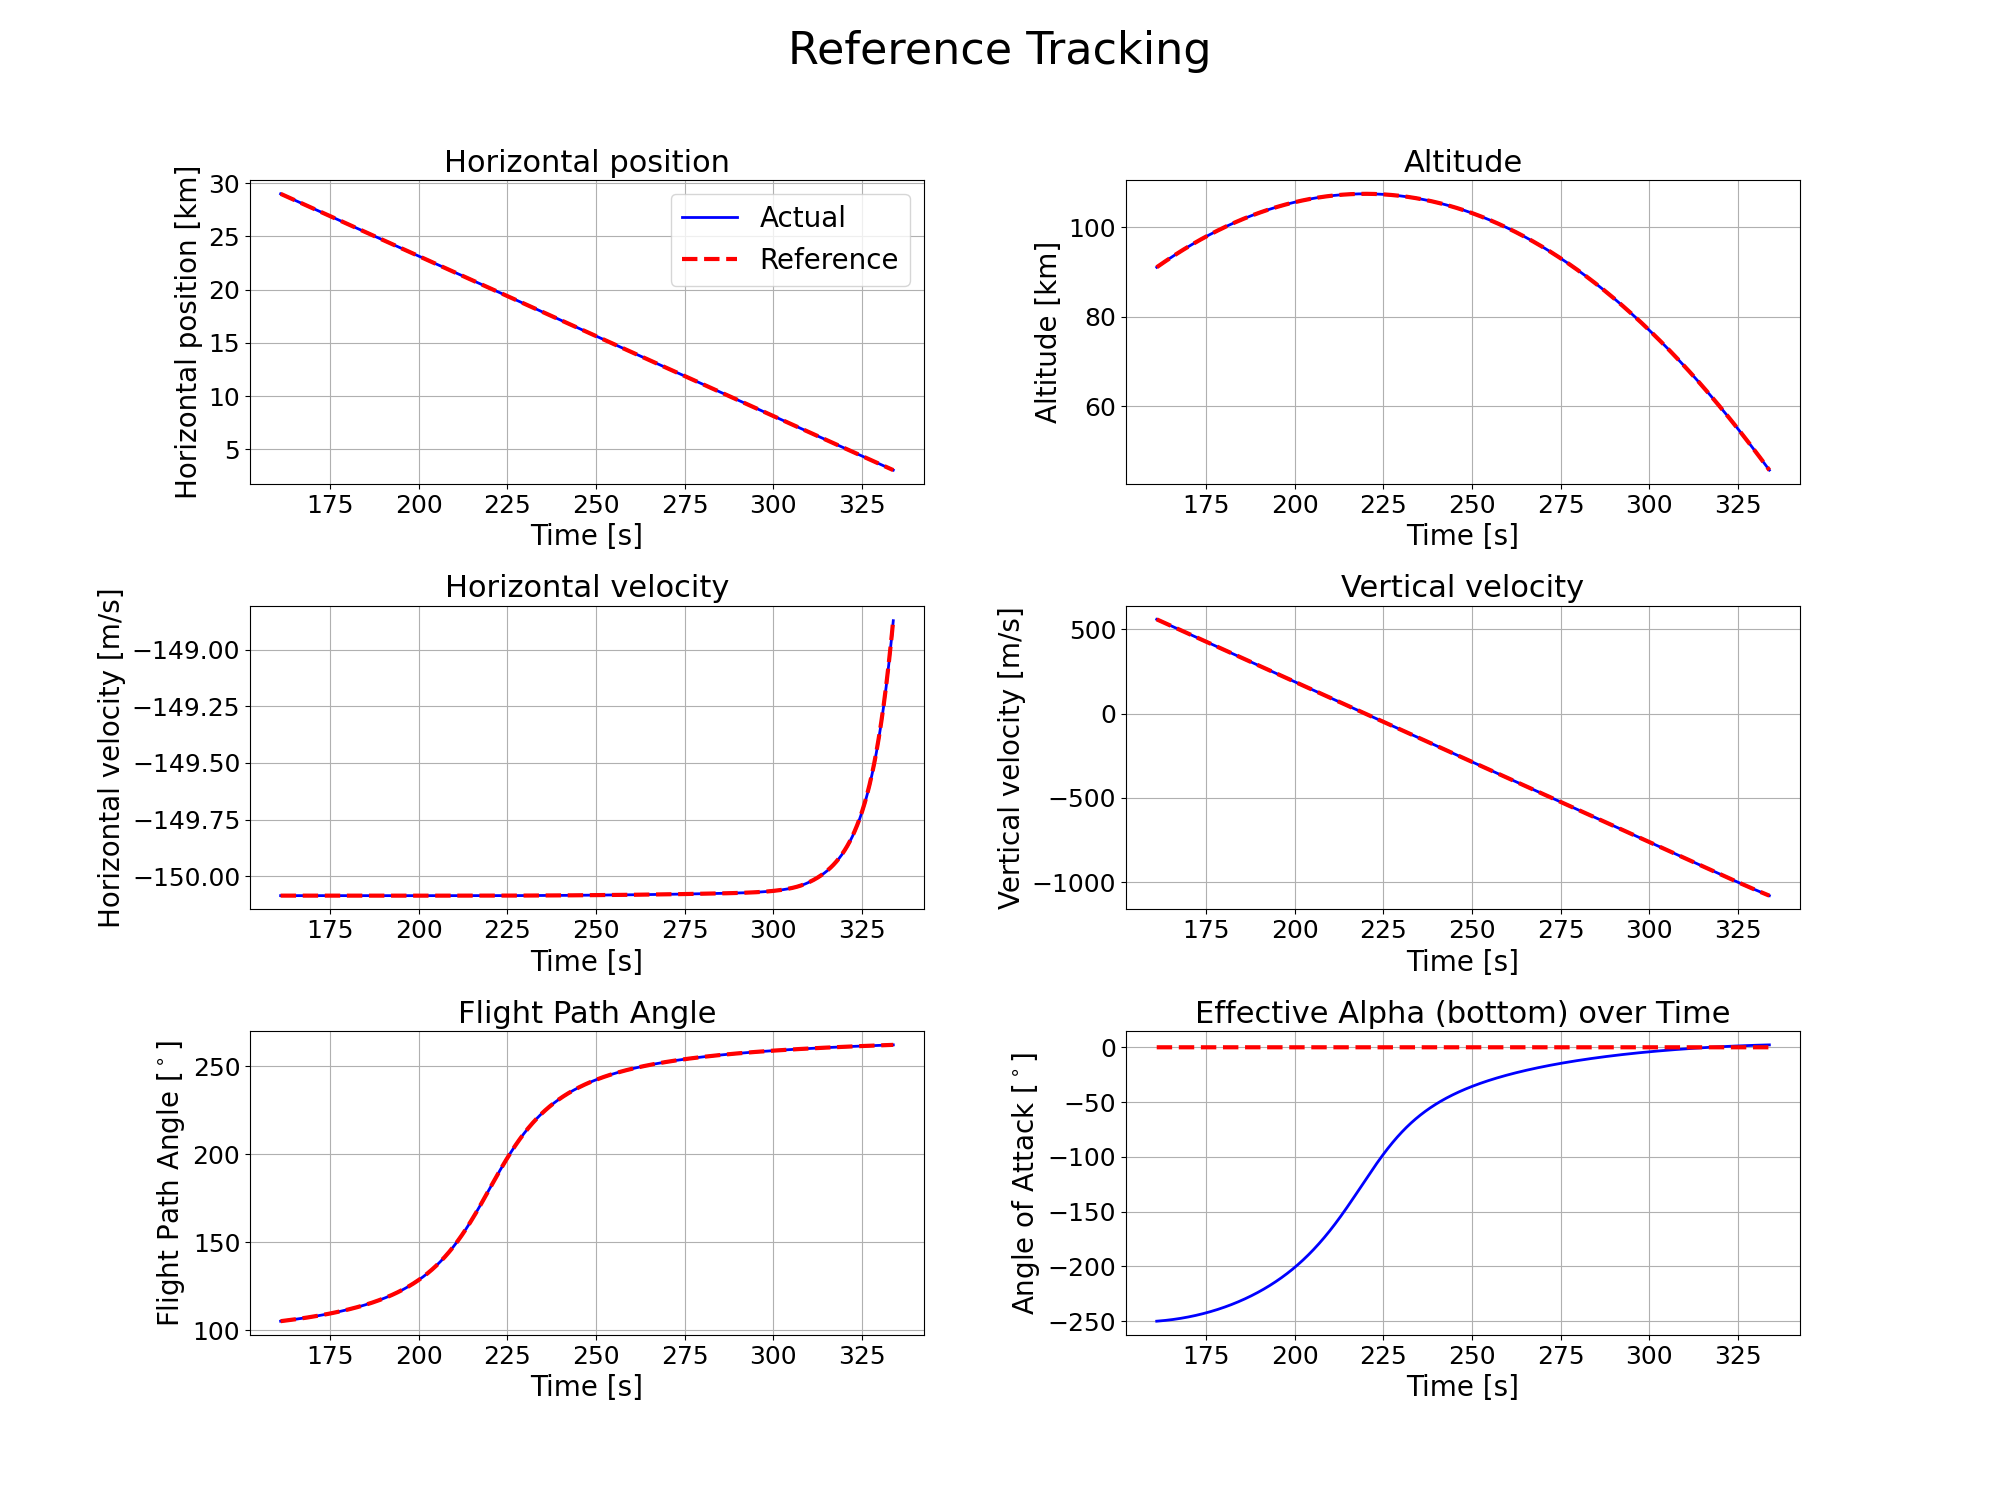 Reference Tracking
Horizontal position
Horizontal position [km]
30
25
20
15
10
5
Actual
Reference
175 200 225 250 275 300 325
Time [s]
Altitude
Altitude [km]
100
80
60
175 200 225 250 275 300 325
Time [s]
Horizontal velocity
Horizontal velocity [m/s]
−149.00
−149.25
−149.50
−149.75
−150.00
175 200 225 250 275 300 325
Time [s]
Vertical velocity
Vertical velocity [m/s]
500
0
−500
−1000
175 200 225 250 275 300 325
Time [s]
Flight Path Angle
Flight Path Angle [°]
250
200
150
100
175 200 225 250 275 300 325
Time [s]
Effective Alpha (bottom) over Time
Angle of Attack [°]
0
−50
−100
−150
−200
−250
175 200 225 250 275 300 325
Time [s]